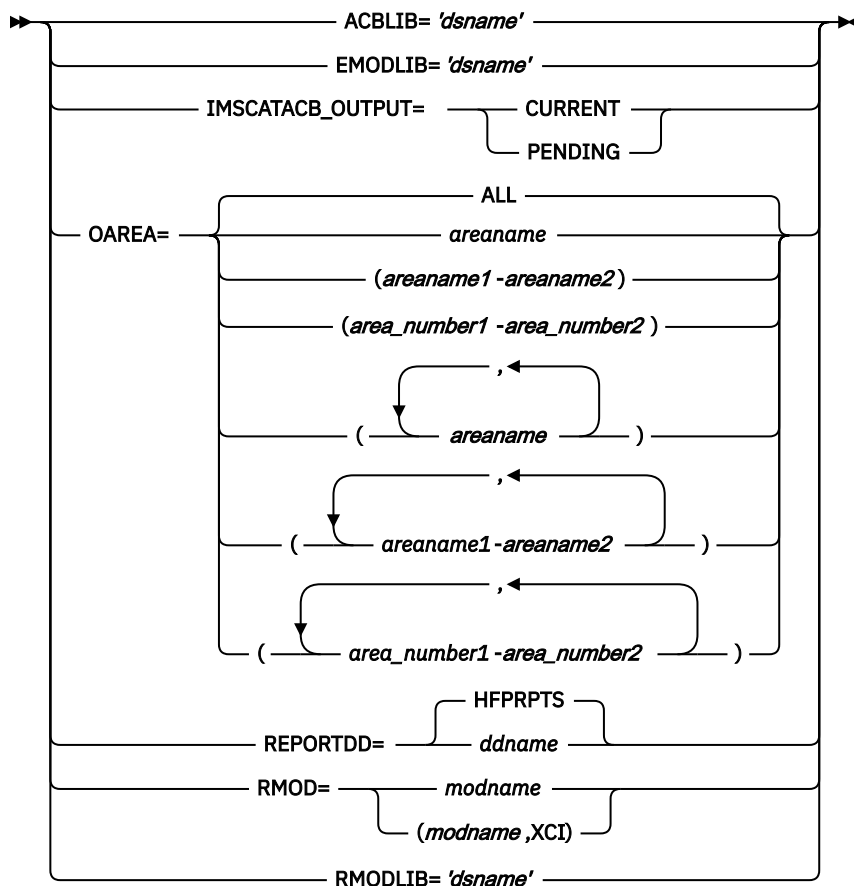 ACBLIB= 'dsname'
EMODLIB= 'dsname'
IMSCATACB_OUTPUT= CURRENT
PENDING
ALL
OAREA= areaname
(areaname1 -areaname2 )
(area_number1 -area_number2 )
,
( areaname )
,
( areaname1-areaname2 )
,
( area_number1 -area_number2 )
HFPRPTS
REPORTDD= ddname
RMOD= modname
(modname ,XCI)
RMODLIB= 'dsname'